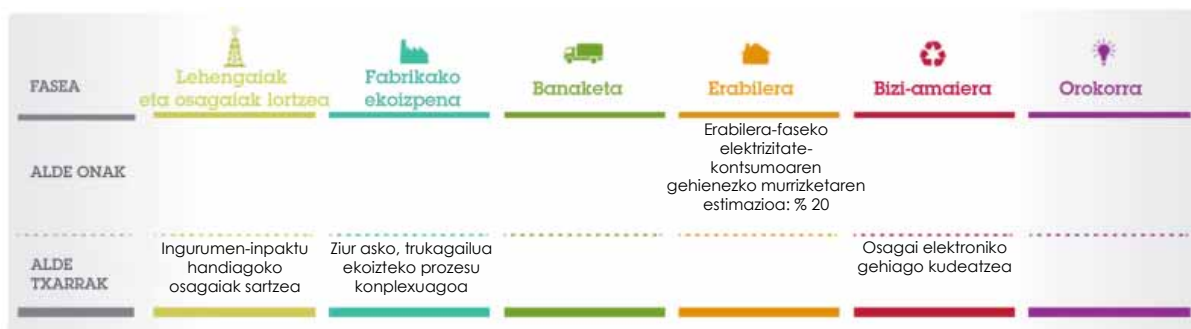 FASEA
Lehengaiak
eta osagaiak lortzea
Fabrikako
ekoizpena
Banaketa
Erabilera
Bizi-amaiera
Orokorra
ALDE ONAK
Erabilera-faseko
elektrizitate-
kontsumoaren
gehienezko murrizketaren
estimazioa: % 20
ALDE
TXARRAK
Ingurumen-inpaktu
handiagoko
osagaiak sartzea
Ziur asko, trukagailua
ekoizteko prozesu
konplexuagoa
Osagai elektroniko
gehiago kudeatzea